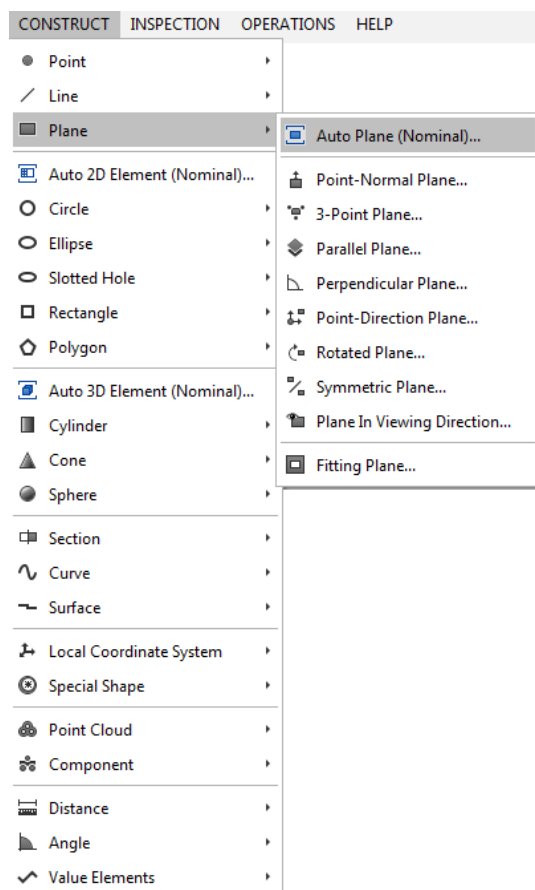 CONSTRUCT INSPECTION OPERATIONS HELP
Point
Line
Plane
Auto 2D Element (Nominal)...
Circle
Ellipse
Slotted Hole
Rectangle
Polygon
Auto 3D Element (Nominal)...
Cylinder
Cone
Sphere
Section
Curve
Surface
Local Coordinate System
Special Shape
Point Cloud
Component
Distance
Angle
Value Elements
Auto Plane (Nominal)...
Point-Normal Plane...
3-Point Plane...
Parallel Plane...
Perpendicular Plane...
Point-Direction Plane...
Rotated Plane...
Symmetric Plane...
Plane In Viewing Direction...
Fitting Plane...